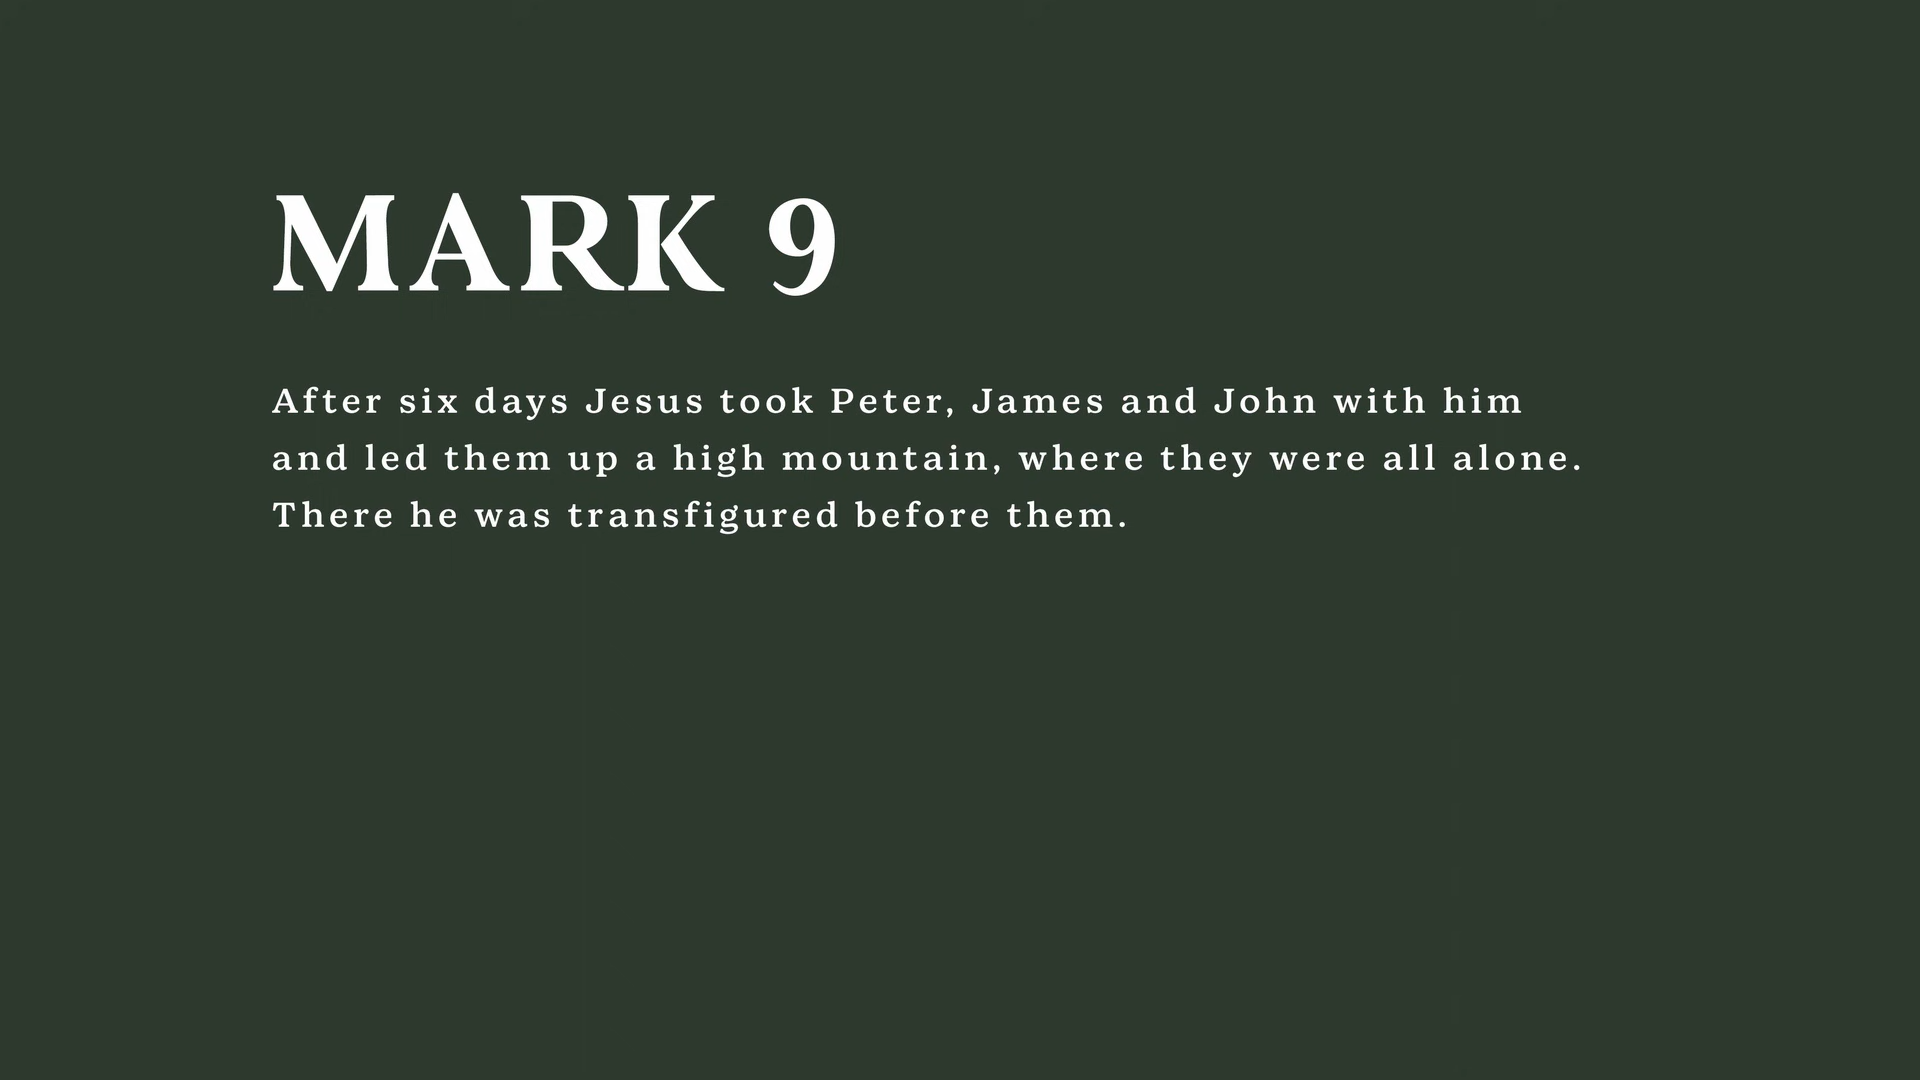 MARK 9
After six days Jesus took Peter, James and John with him
and led them up a high mountain, where they were all alone.
There he was transfigured before them.